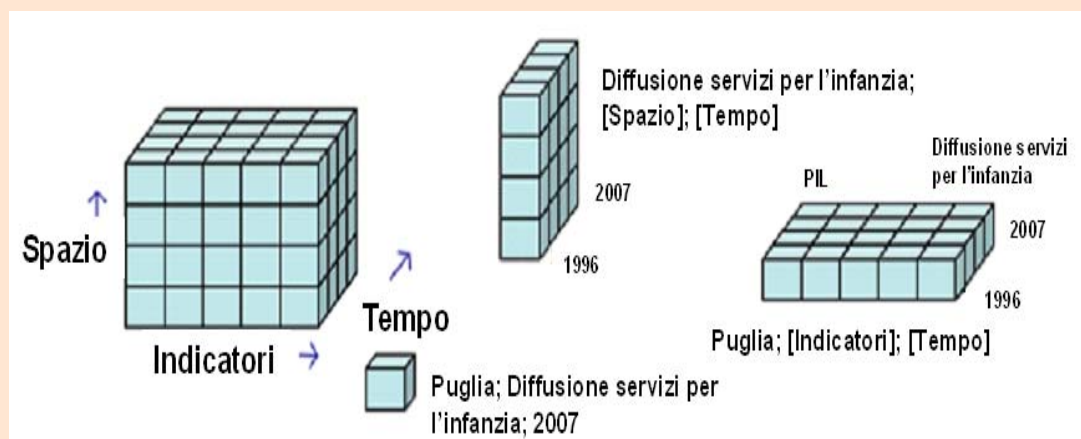 Spazio
Indicatori
Tempo
Diffusione servizi per l'infanzia;
[Spazio]; [Tempo]
2007
1996
PIL
Diffusione servizi
per l'infanzia
2007
1996
Puglia; [Indicatori]; [Tempo]
Puglia; Diffusione servizi per
l'infanzia; 2007